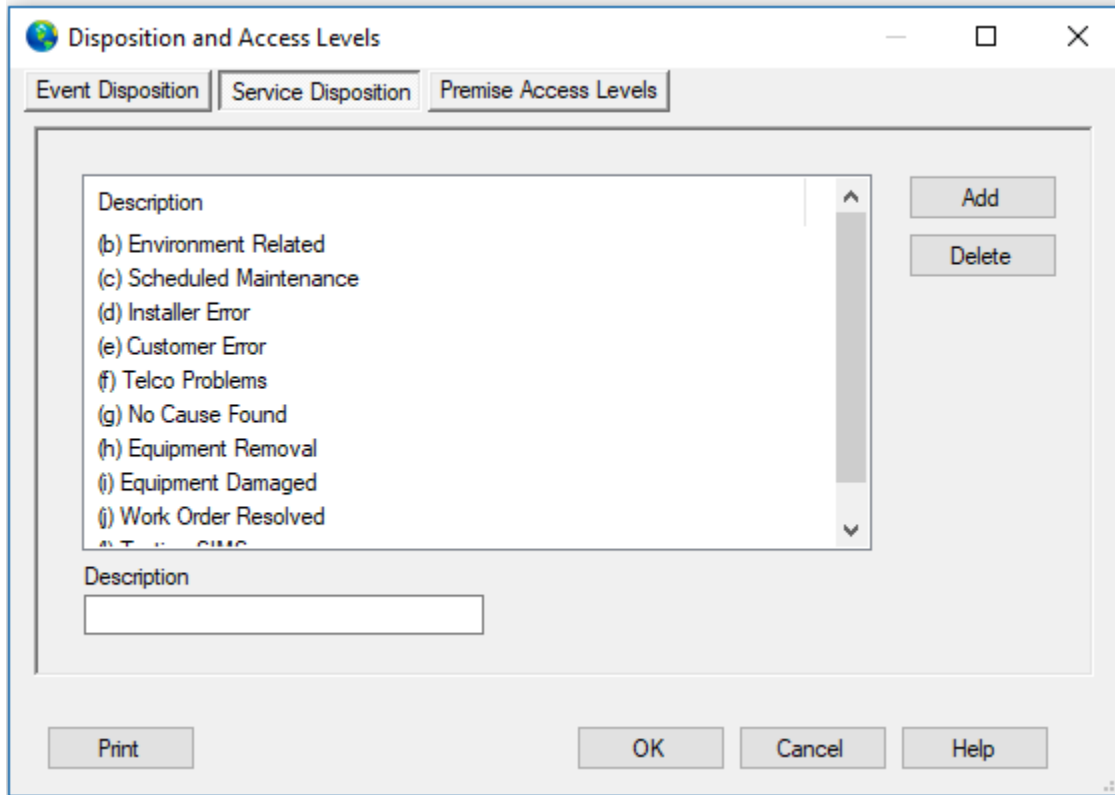 Disposition and Access Levels
Event Disposition Service Disposition Premise Access Levels
Description
Add
(b) Environment Related
Delete
(c) Scheduled Maintenance
(d) Installer Error
(e) Customer Error
(f) Telco Problems
(g) No Cause Found
(h) Equipment Removal
(i) Equipment Damaged
(j) Work Order Resolved
Description
Print OK Cancel Help